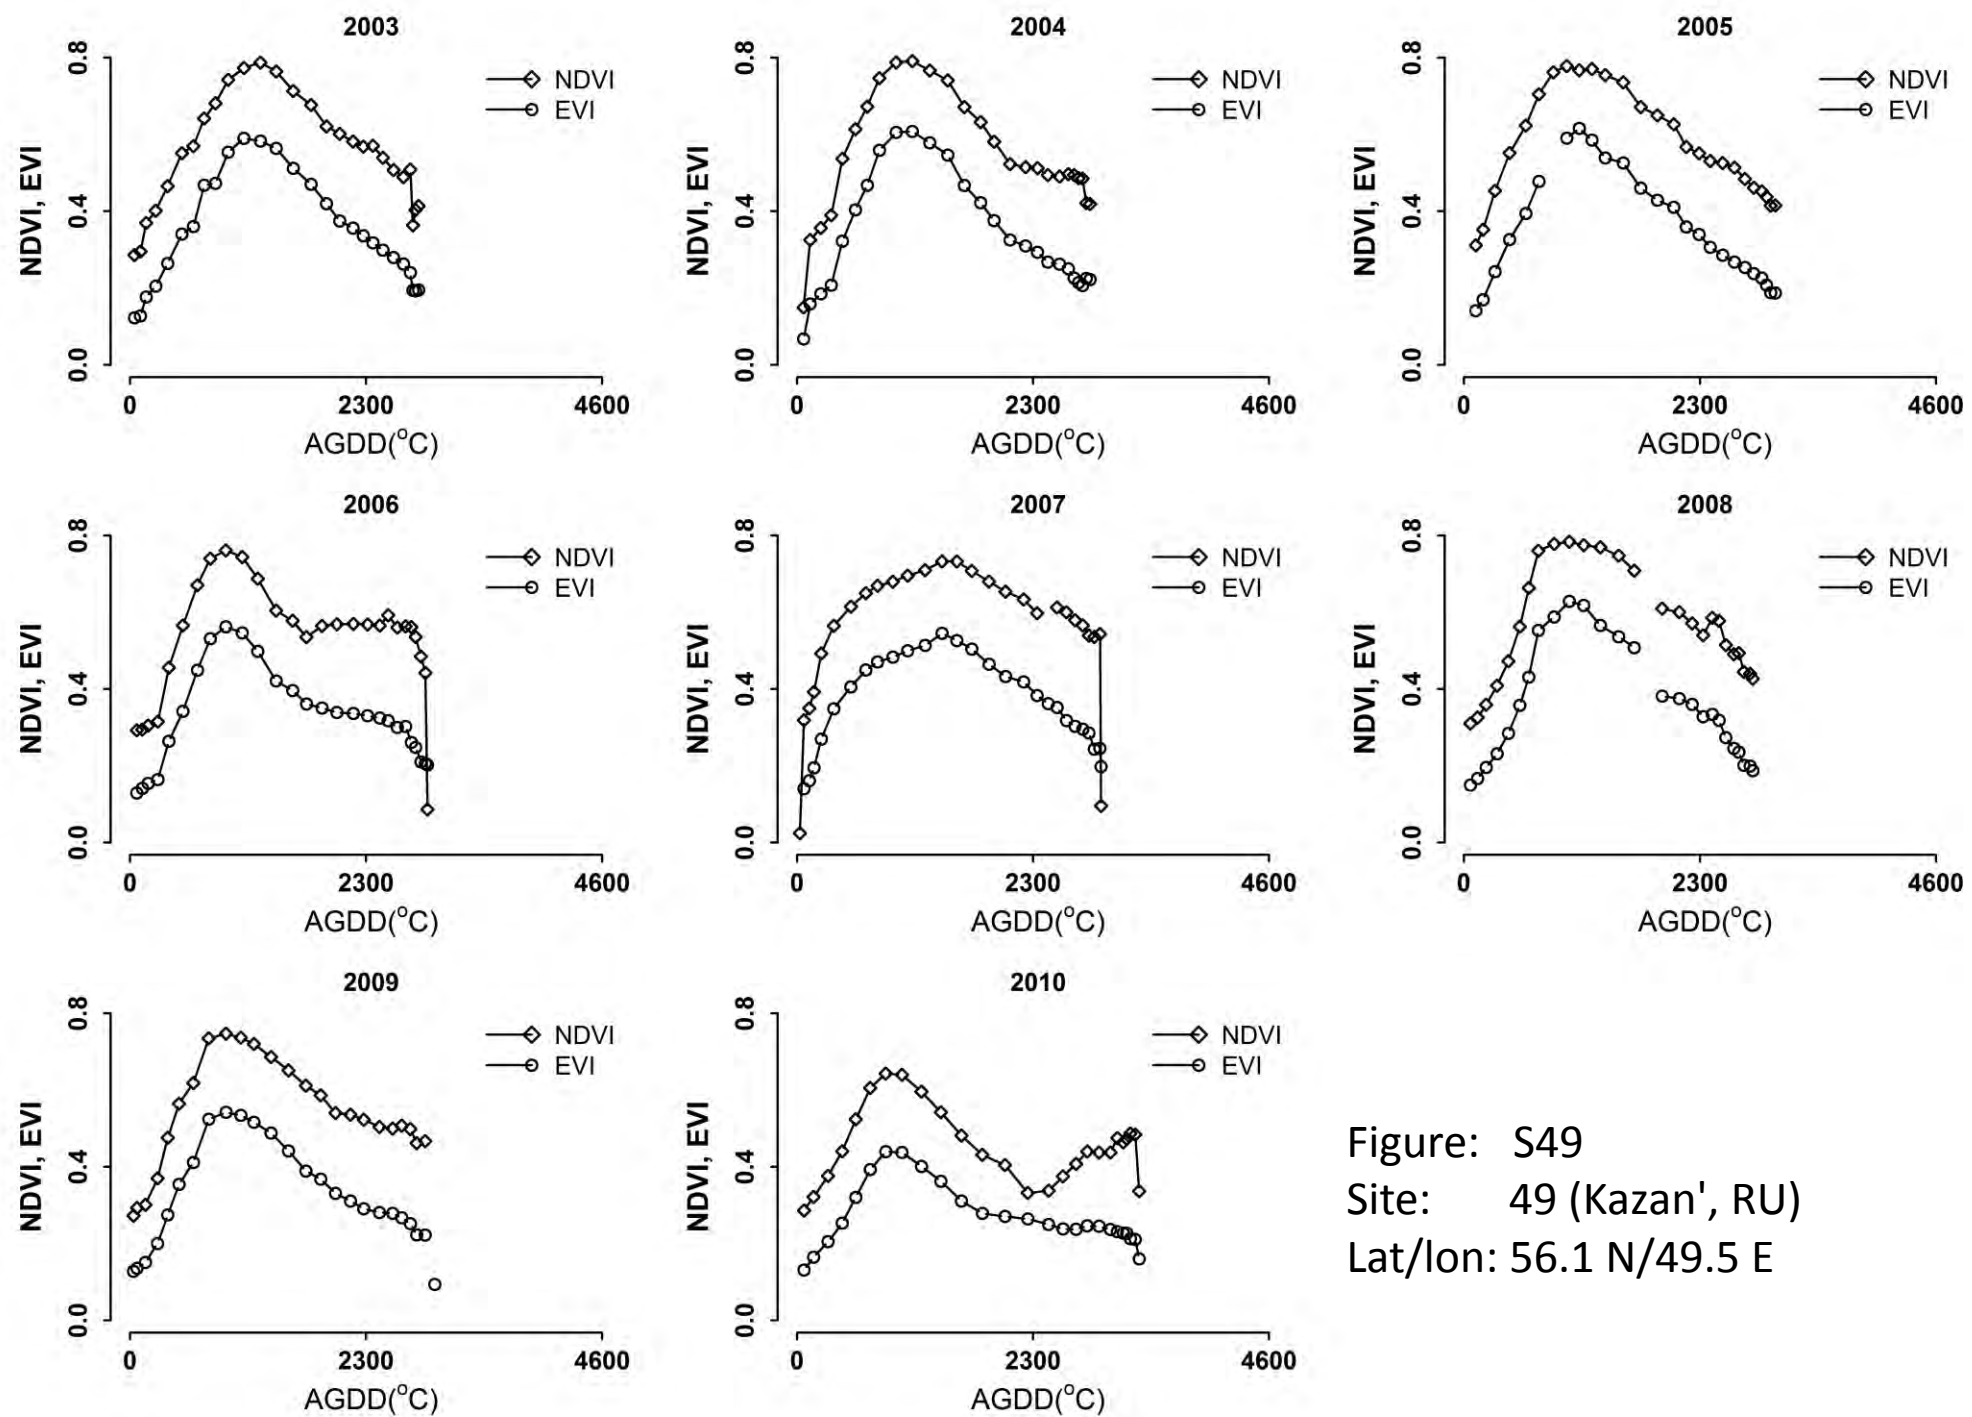 2003
0.8
NDVI
EVI
0.4
NDVI, EVI
0.0
0 2300 4600
AGDD(°C)
2004
0.8
NDVI
EVI
0.4
NDVI, EVI
0.0
0 2300 4600
AGDD(°C)
2005
0.8
NDVI
EVI
0.4
NDVI, EVI
0.0
0 2300 4600
AGDD(°C)
2006
0.8
NDVI
EVI
0.4
NDVI, EVI
0.0
0 2300 4600
AGDD(°C)
2007
0.8
NDVI
EVI
0.4
NDVI, EVI
0.0
0 2300 4600
AGDD(°C)
2008
0.8
NDVI
EVI
0.4
NDVI, EVI
0.0
0 2300 4600
AGDD(°C)
2009
0.8
NDVI
EVI
0.4
NDVI, EVI
0.0
0 2300 4600
AGDD(°C)
2010
0.8
NDVI
EVI
0.4
NDVI, EVI
0.0
0 2300 4600
AGDD(°C)
Figure: S49
Site: 49 (Kazan', RU)
Lat/lon: 56.1 N/49.5 E